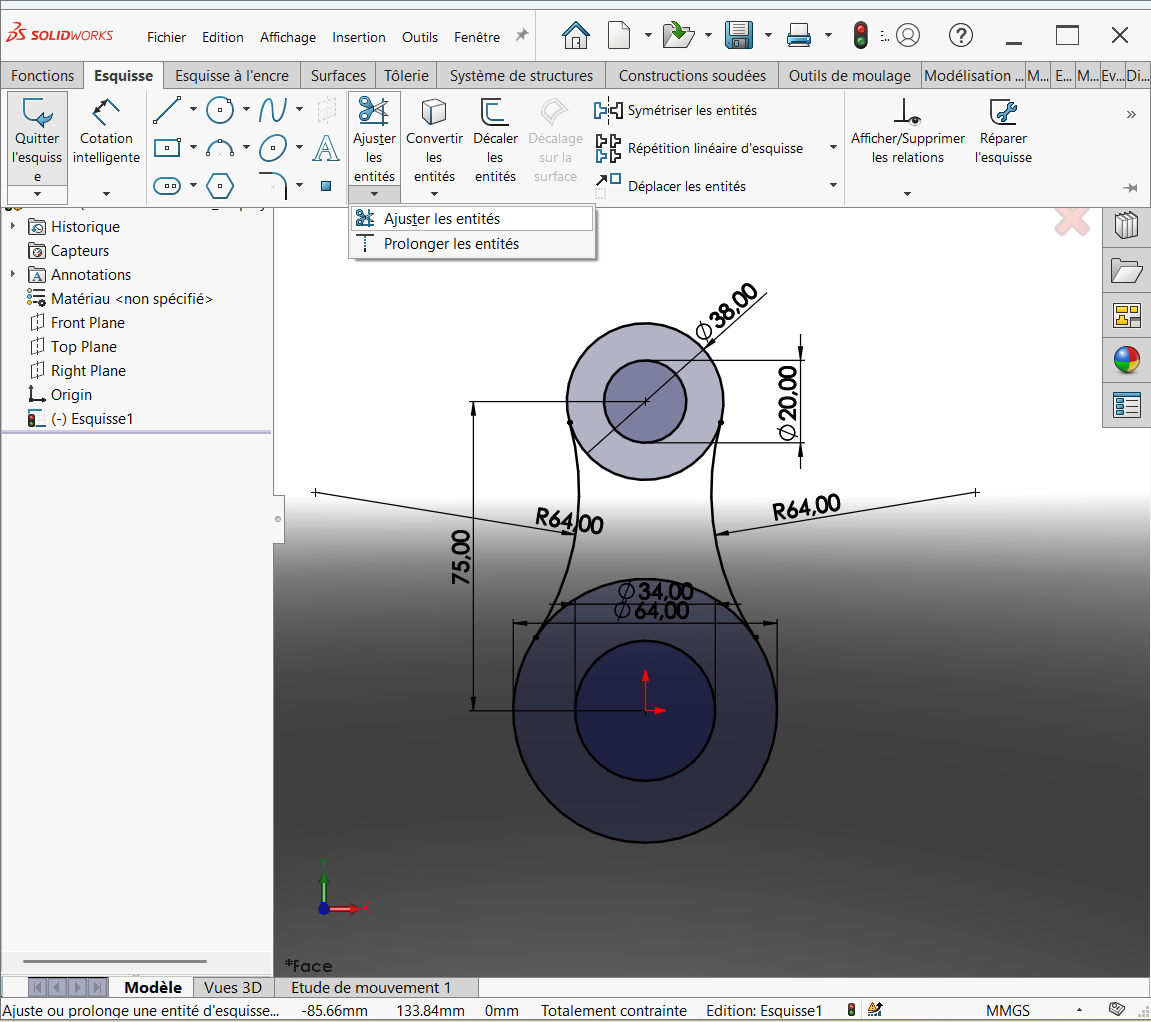 SOLIDWORKS Fichier Edition Affichage Insertion Outils Fenêtre
Fonctions Esquisse Esquisse à l'encre Surfaces Tôlerie Système de structures Constructions soudées Outils de moulage Modélisation ... M... E... M... Ev... Di...
Quitter
l'esquiss
e
Cotation
intelligente
Ajuster
les
entités
Convertir
les
entités
Décaler
les
entités
Décalage
sur la
surface
Symétriser les entités
Répétition linéaire d'esquisse
Déplacer les entités
Afficher/Supprimer
les relations
Réparer
l'esquisse
»
Ajuster les entités
Prolonger les entités
Historique
Capteurs
Annotations
Matériau <non spécifié>
Front Plane
Top Plane
Right Plane
Origin
(-) Esquisse1
∅38,00
∅20,00
R64,00
R64,00
75,00
∅34,00
∅64,00
*Face
Modèle Vues 3D Etude de mouvement 1
Ajuste ou prolonge une entité d'esquisse... -85.66mm 133.84mm 0mm Totalement contrainte Edition: Esquisse1 MMGS